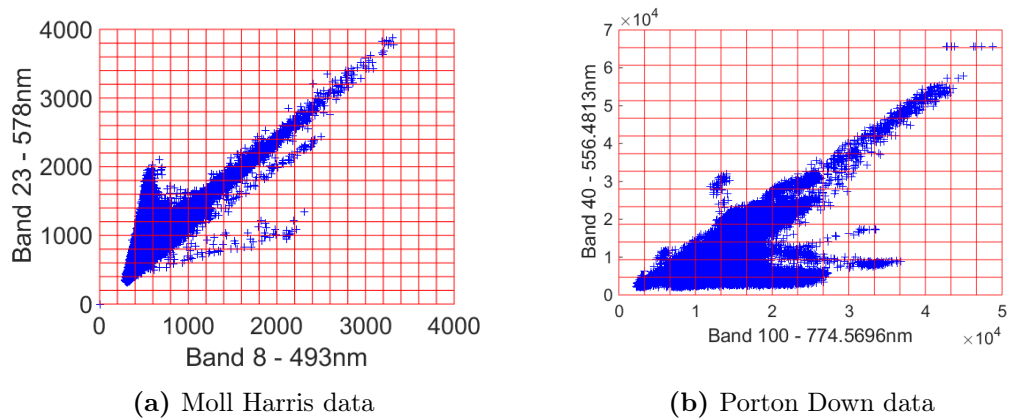 4000
3000
2000
1000
0
Band 23 - 578nm
0 1000 2000 3000 4000
Band 8 - 493nm
(a) Moll Harris data
×10⁴
7
6
5
4
3
2
1
0
Band 40 - 556.4813nm
0 1 2 3 4 5
Band 100 - 774.5696nm
×10⁴
(b) Porton Down data